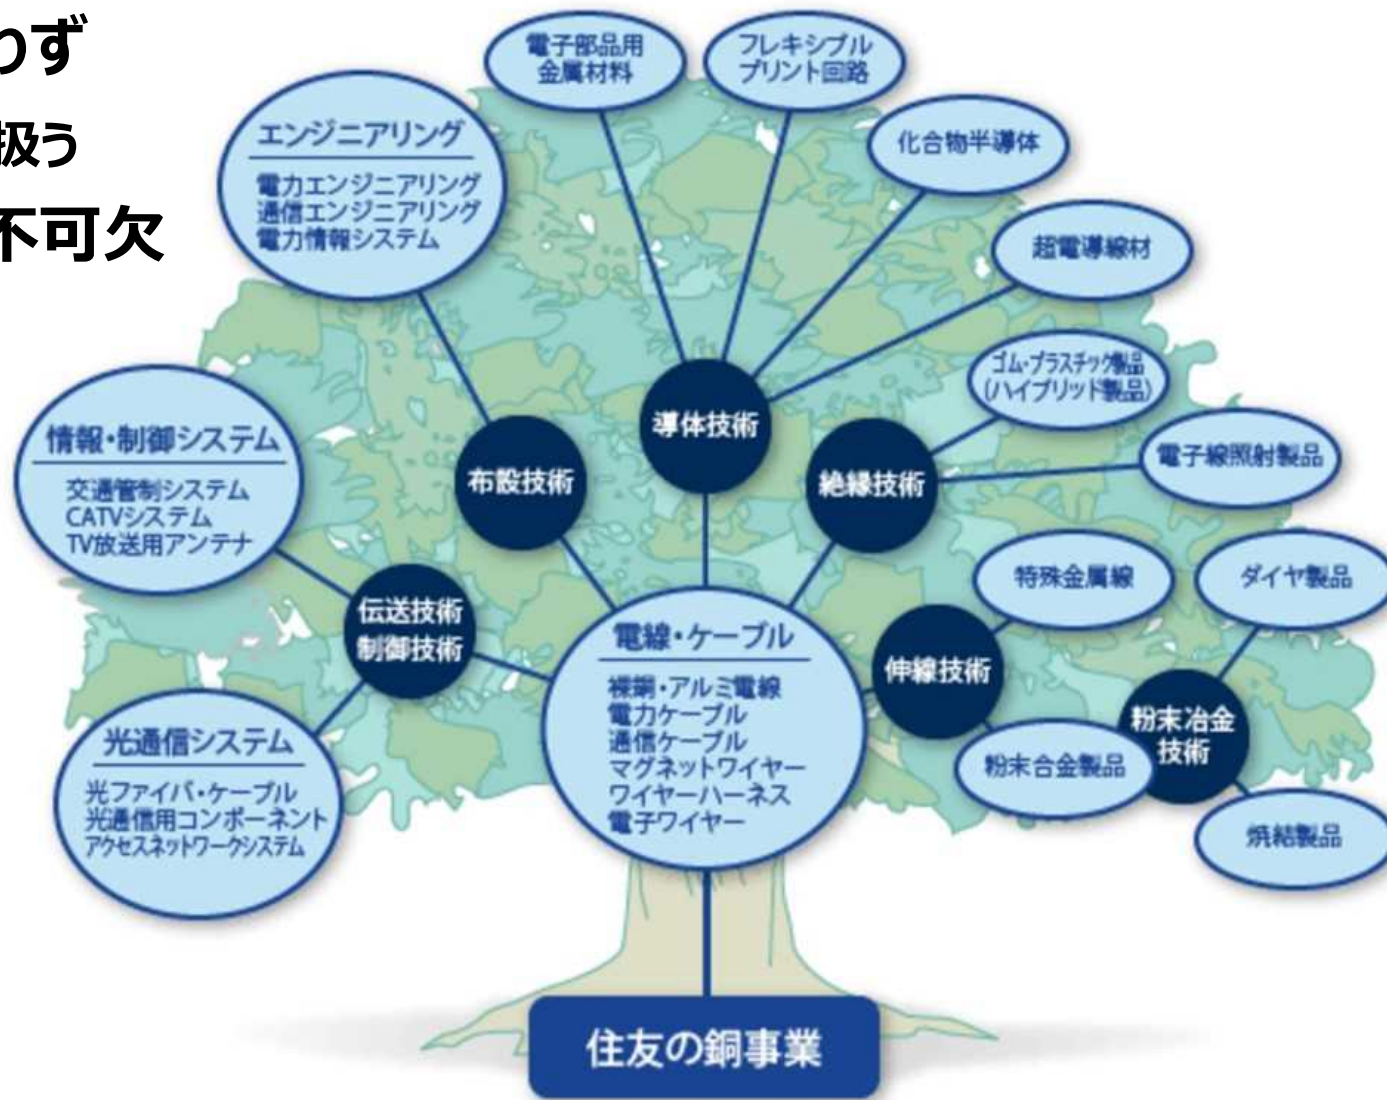 わず
扱う
不可欠
電子部品用
金属材料
フレキシブル
プリント回路
化合物半導体
超電導線材
エンジニアリング
電力エンジニアリング
通信エンジニアリング
電力情報システム
ゴム・プラスチック製品
(ハイブリッド製品)
電子線照射製品
導体技術
布設技術
絶縁技術
情報・制御システム
交通管制システム
CATVシステム
TV放送用アンテナ
特殊金属線
ダイヤ製品
伝送技術
制御技術
電線・ケーブル
裸銅・アルミ電線
電力ケーブル
通信ケーブル
マグネットワイヤー
ワイヤーハーネス
電子ワイヤー
伸線技術
粉末冶金
技術
粉末合金製品
焼結製品
光通信システム
光ファイバ・ケーブル
光通信用コンポーネント
アクセスネットワークシステム
住友の銅事業